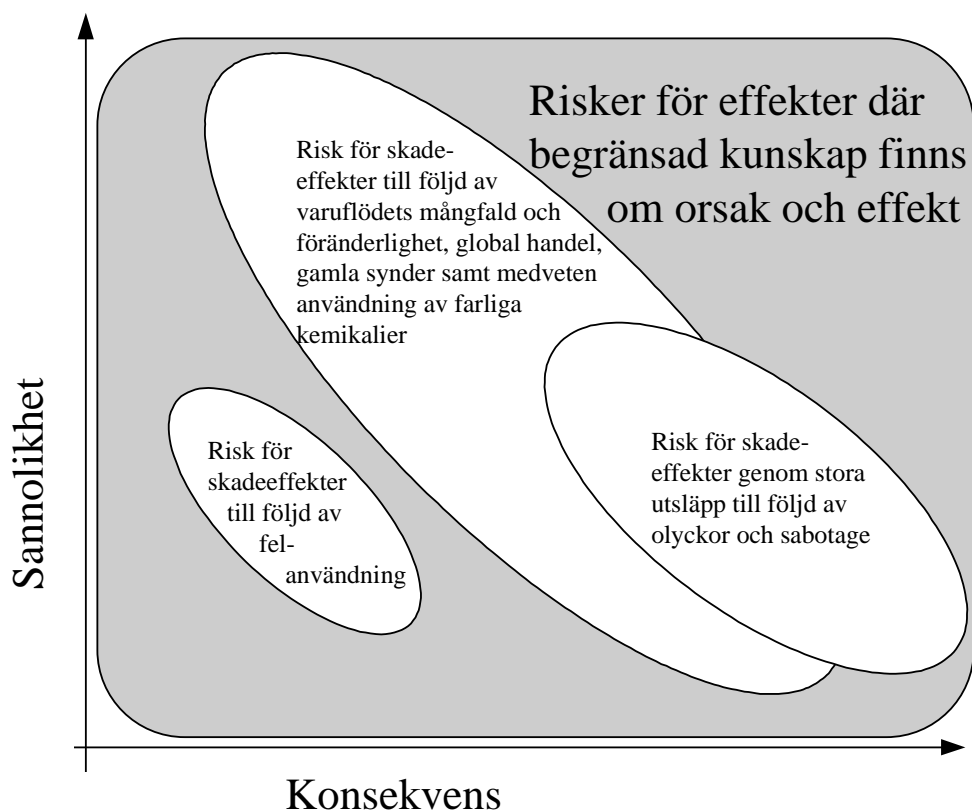 Risker för effekter där
begränsad kunskap finns
om orsak och effekt
Risk för skade-
effekter till följd av
varuflödets mångfald och
föränderlighet, global handel,
gamla synder samt medveten
användning av farliga
kemikalier
Risk för
skadeeffekter
till följd av
fel-
användning
Risk för skade-
effekter genom stora
utsläpp till följd av
olyckor och sabotage
Sannolikhet
Konsekvens